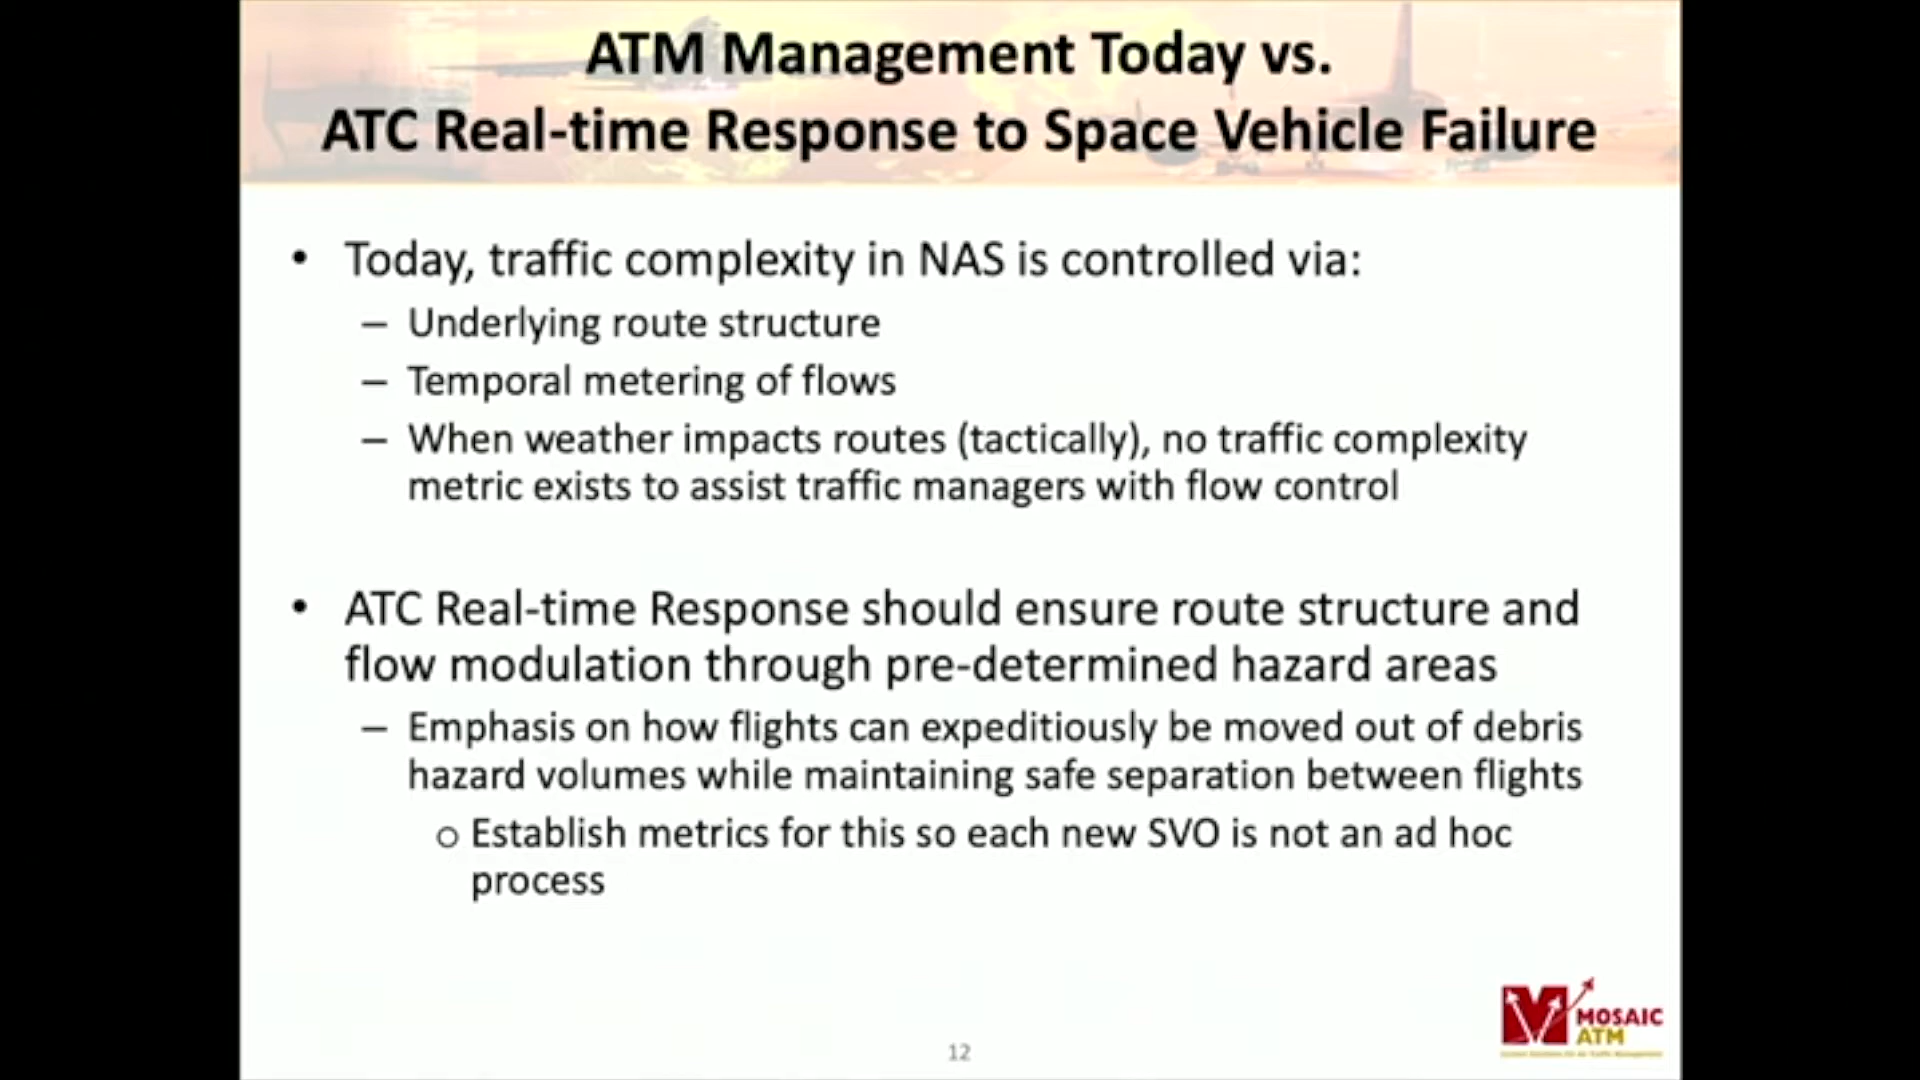 ATM Management Today vs.
ATC Real-time Response to Space Vehicle Failure
• Today, traffic complexity in NAS is controlled via:
– Underlying route structure
– Temporal metering of flows
– When weather impacts routes (tactically), no traffic complexity
metric exists to assist traffic managers with flow control
• ATC Real-time Response should ensure route structure and
flow modulation through pre-determined hazard areas
– Emphasis on how flights can expeditiously be moved out of debris
hazard volumes while maintaining safe separation between flights
o Establish metrics for this so each new SVO is not an ad hoc
process
MOSAIC
ATM
12